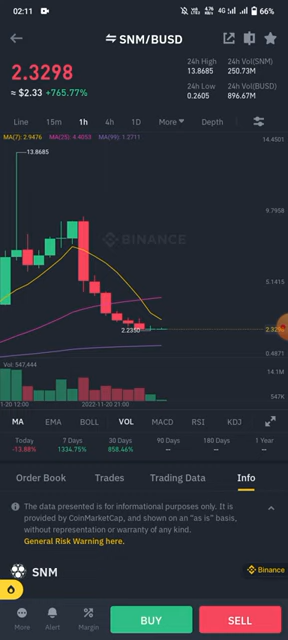 02:11 4G 66%
SNM/BUSD
2.3298
≈ $2.33 +765.77%
24h High 24h Vol(SNM)
13.8685 250.73M
24h Low 24h Vol(BUSD)
0.2605 896.67M
Line 15m 1h 4h 1D More Depth
MA(7): 2.9476 MA(25): 4.4053 MA(99): 1.2711
14.4501
13.8685
9.7958
BINANCE
5.1415
2.2350
0.4871
Vol: 547,444
14.1M
547K
2022-11-20 21:00
MA EMA BOLL VOL MACD RSI KDJ
Today 7 Days 30 Days 90 Days 180 Days 1 Year
-13.88% 1334.75% 858.46% -- -- --
Order Book Trades Trading Data Info
The data presented is for informational purposes only. It is
provided by CoinMarketCap, and shown on an "as is" basis,
without representation or warranty of any kind.
General Risk Warning here.
SNM
Binance
More Alert Margin BUY SELL